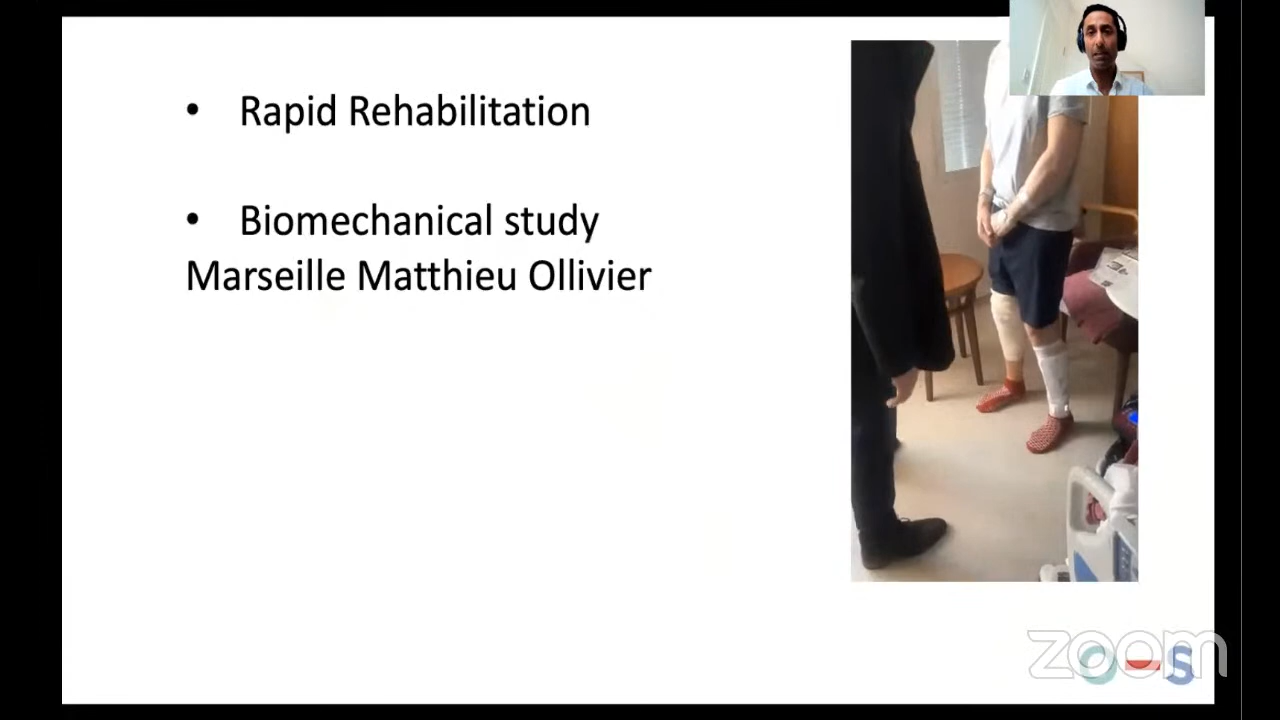 • Rapid Rehabilitation
• Biomechanical study
Marseille Matthieu Ollivier
zoom